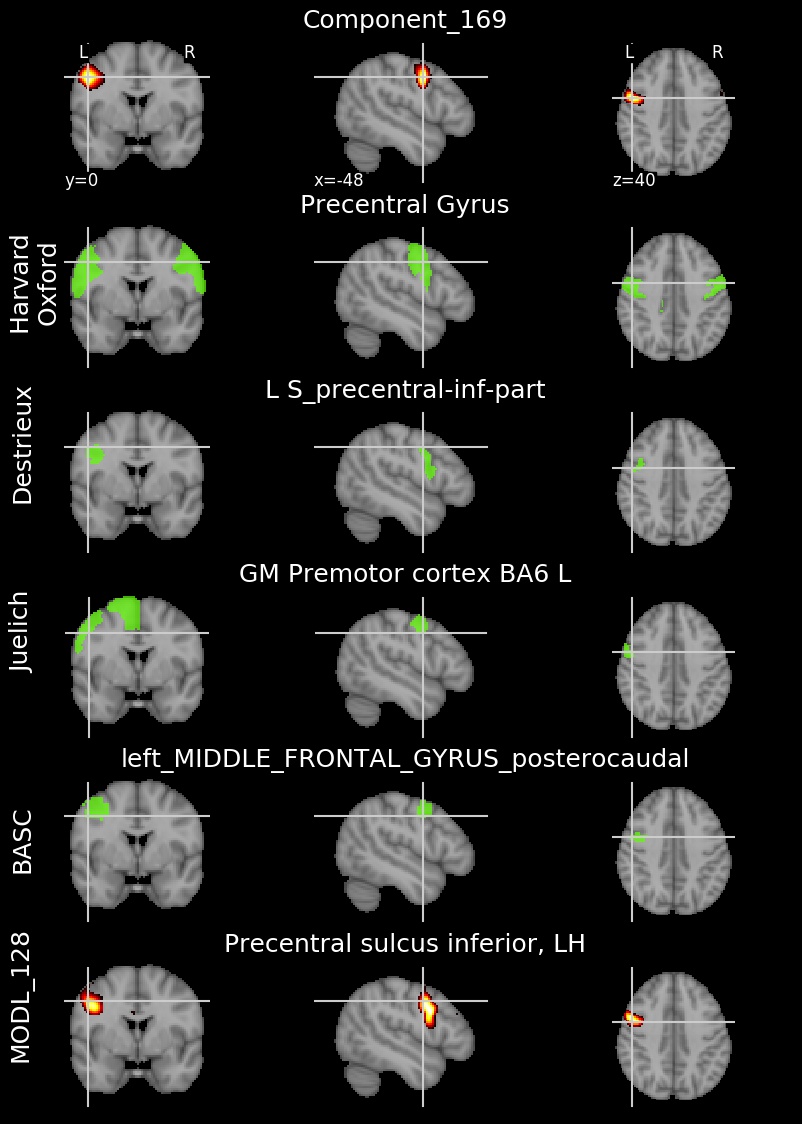 Component_169
L R
L R
y=0
x=-48
z=40
Precentral Gyrus
Harvard
Oxford
L S_precentral-inf-part
Destrieux
GM Premotor cortex BA6 L
Juelich
left_MIDDLE_FRONTAL_GYRUS_posterocaudal
BASC
Precentral sulcus inferior, LH
MODL_128